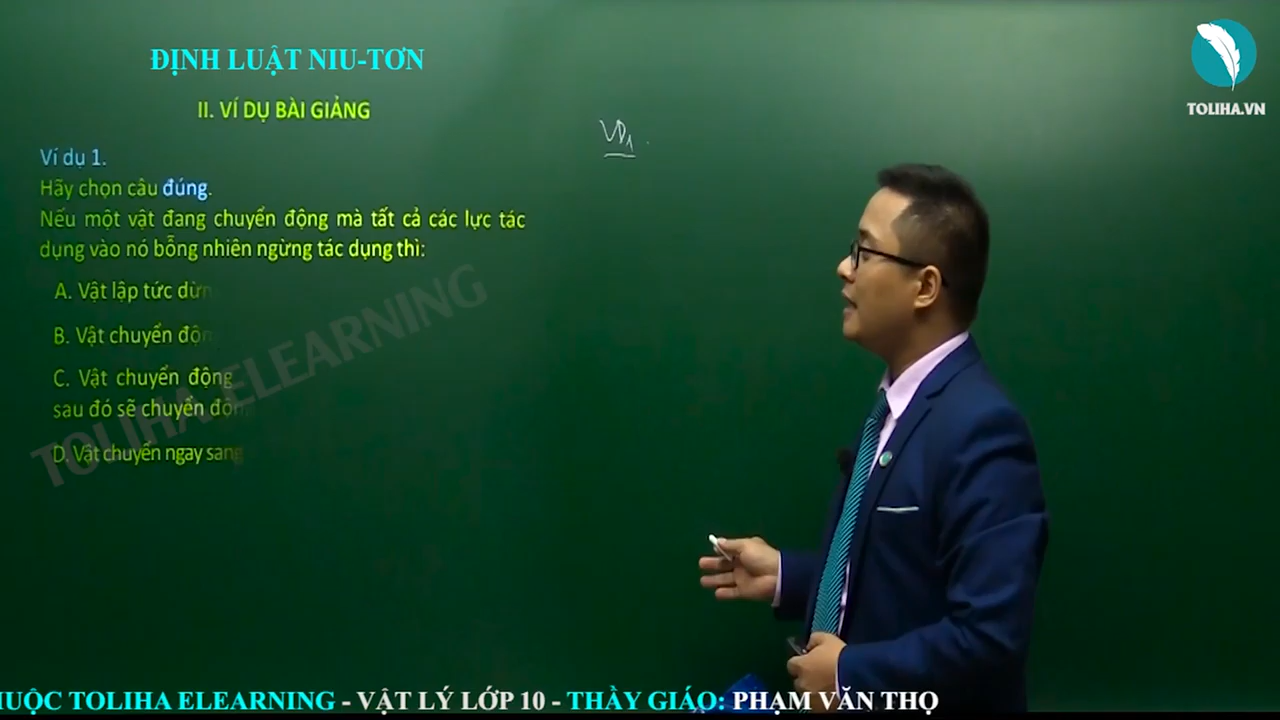 ĐỊNH LUẬT NIU-TƠN
II. VÍ DỤ BÀI GIẢNG
TOLIHA.VN
VD1
Ví dụ 1.
Hãy chọn câu đúng.
Nếu một vật đang chuyển động mà tất cả các lực tác
dụng vào nó bỗng nhiên ngừng tác dụng thì:
A. Vật lập tức dừn
B. Vật chuyển độn
C. Vật chuyển động
sau đó sẽ chuyển độn
D. Vật chuyển ngay sang
TOLIHA ELEARNING
TOLIHA ELEARNING - VẬT LÝ LỚP 10 - THẦY GIÁO: PHẠM VĂN THỌ